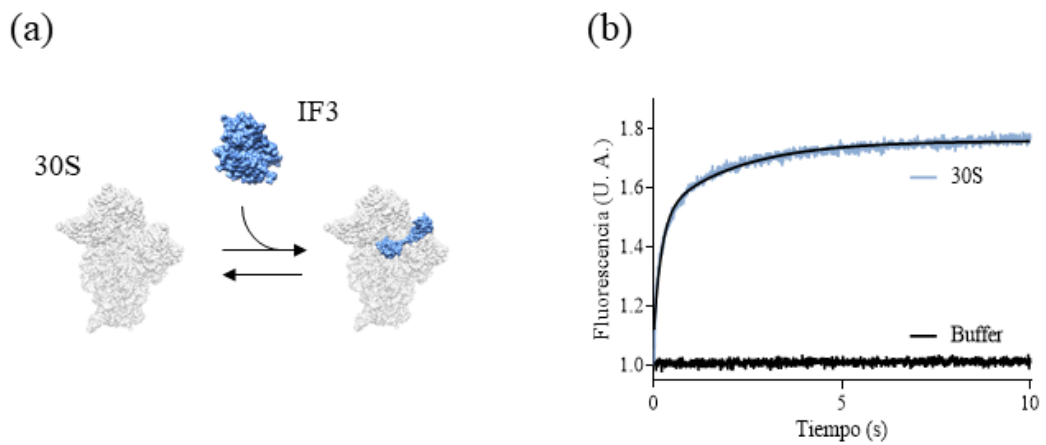 (a)
IF3
30S
(b)
Fluorescencia (U. A.)
1.8
1.6
1.4
1.2
1.0
30S
Buffer
0
5
10
Tiempo (s)